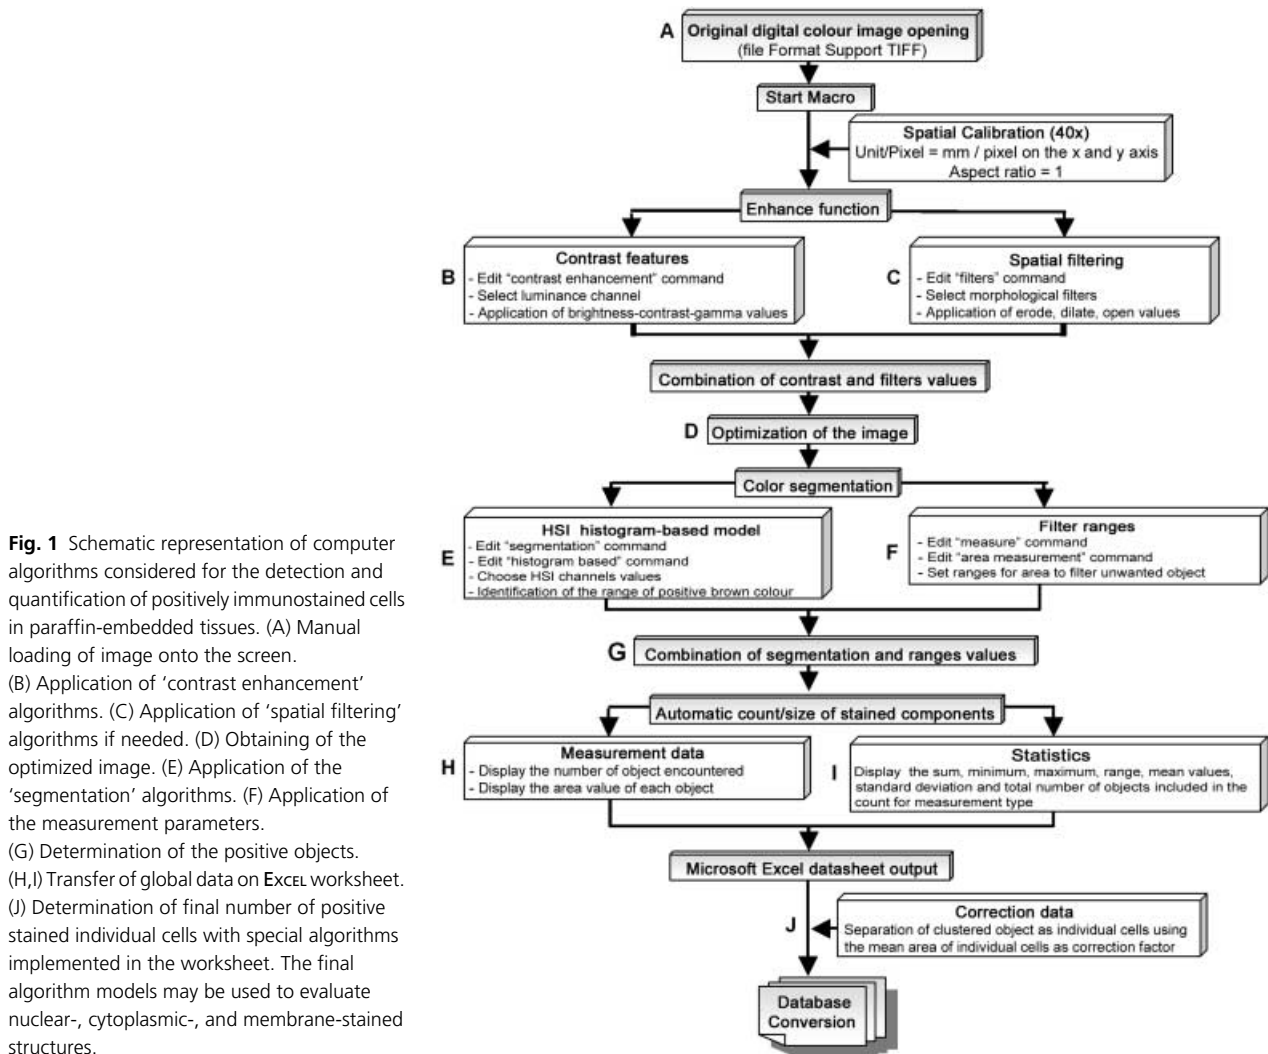 A
Original digital colour image opening
(file Format Support TIFF)
Start Macro
Spatial Calibration (40x)
Unit/Pixel = mm / pixel on the x and y axis
Aspect ratio = 1
Enhance function
B
Contrast features
- Edit "contrast enhancement" command
- Select luminance channel
- Application of brightness-contrast-gamma values
C
Spatial filtering
- Edit "filters" command
- Select morphological filters
- Application of erode, dilate, open values
Combination of contrast and filters values
D
Optimization of the image
Color segmentation
E
HSI histogram-based model
- Edit "segmentation" command
- Edit "histogram based" command
- Choose HSI channels values
- Identification of the range of positive brown colour
F
Filter ranges
- Edit "measure" command
- Edit "area measurement" command
- Set ranges for area to filter unwanted object
G
Combination of segmentation and ranges values
Automatic count/size of stained components
H
Measurement data
- Display the number of object encountered
- Display the area value of each object
I
Statistics
Display the sum, minimum, maximum, range, mean values,
standard deviation and total number of objects included in the
count for measurement type
Microsoft Excel datasheet output
J
Correction data
Separation of clustered object as individual cells using
the mean area of individual cells as correction factor
Database
Conversion
Fig. 1 Schematic representation of computer
algorithms considered for the detection and
quantification of positively immunostained cells
in paraffin-embedded tissues. (A) Manual
loading of image onto the screen.
(B) Application of ‘contrast enhancement’
algorithms. (C) Application of ‘spatial filtering’
algorithms if needed. (D) Obtaining of the
optimized image. (E) Application of the
‘segmentation’ algorithms. (F) Application of
the measurement parameters.
(G) Determination of the positive objects.
(H,I) Transfer of global data on EXCEL worksheet.
(J) Determination of final number of positive
stained individual cells with special algorithms
implemented in the worksheet. The final
algorithm models may be used to evaluate
nuclear-, cytoplasmic-, and membrane-stained
structures.